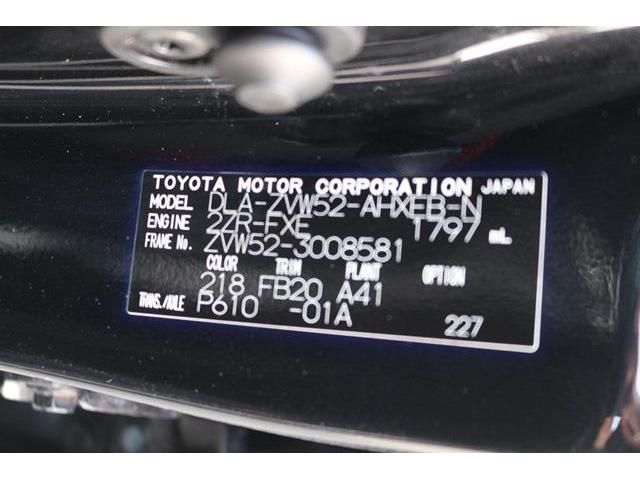 TOYOTA MOTOR CORPORATION JAPAN
MODEL DLA-ZVW52-AHXEB-N
ENGINE 2ZR-FXE 1797 mL
FRAME No. ZVW52-3008581
COLOR TRIM PLANT OPTION
218 FB20 A41
TRANS./AXLE P610 -01A 227